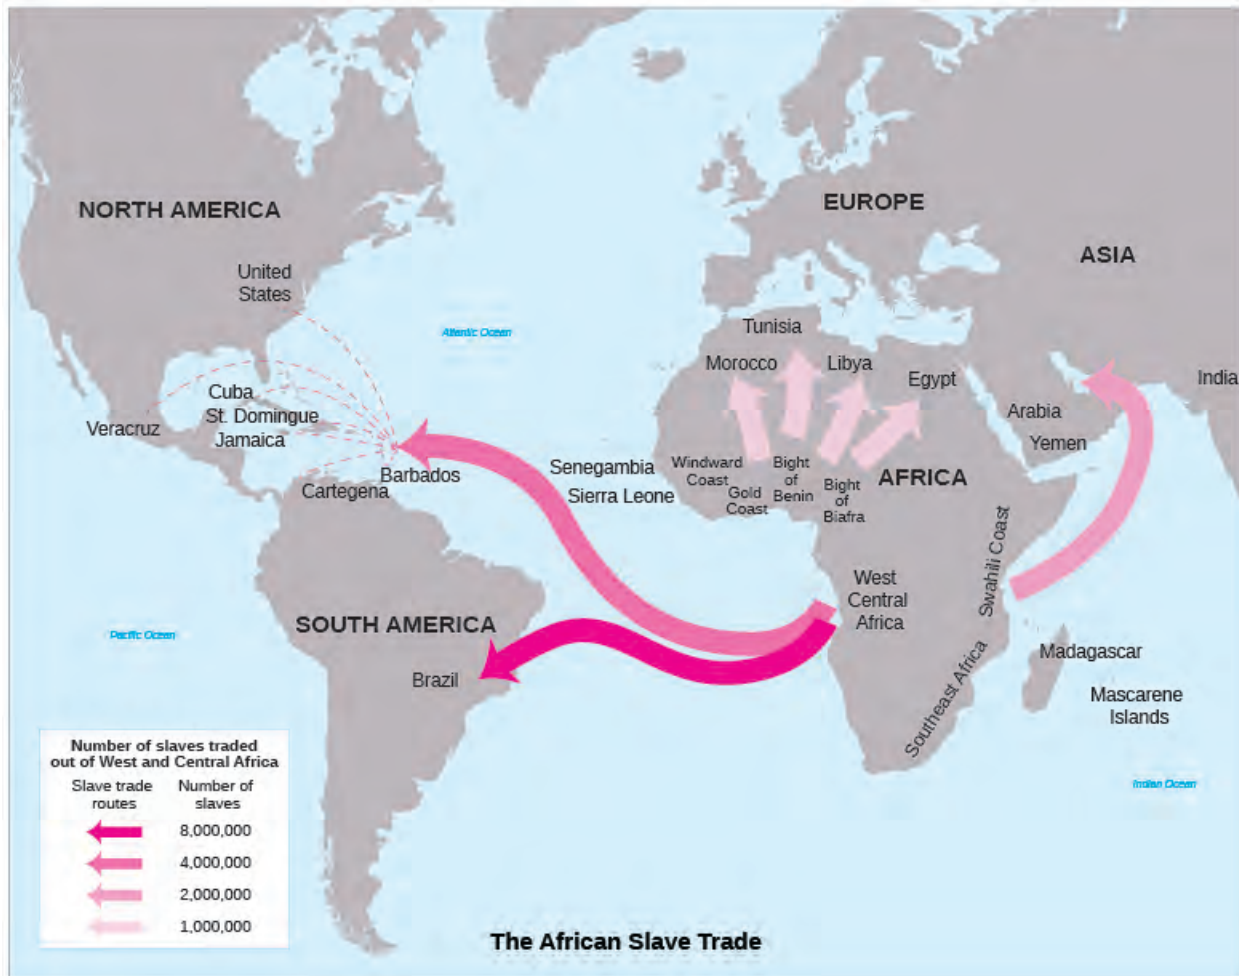 NORTH AMERICA
EUROPE
ASIA
United
States
Atlantic Ocean
Tunisia
Morocco
Libya
Egypt
India
Cuba
St. Domingue
Jamaica
Veracruz
Arabia
Yemen
Barbados
Cartegena
Senegambia
Sierra Leone
Windward
Coast
Gold
Coast
Bight
of
Benin
Bight
of
Biafra
AFRICA
Swahili Coast
West
Central
Africa
SOUTH AMERICA
Pacific Ocean
Brazil
Southeast Africa
Madagascar
Mascarene
Islands
Indian Ocean
Number of slaves traded
out of West and Central Africa
Slave trade
routes
Number of
slaves
8,000,000
4,000,000
2,000,000
1,000,000
The African Slave Trade